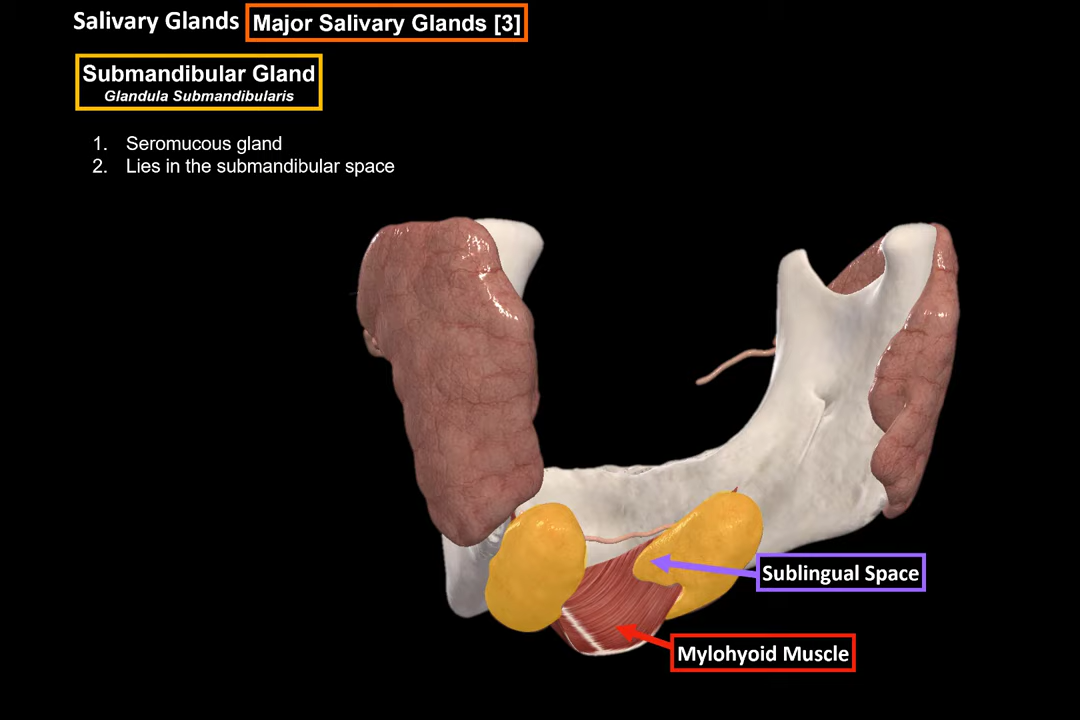 Salivary Glands Major Salivary Glands [3]
Submandibular Gland
Glandula Submandibularis
1. Seromucous gland
2. Lies in the submandibular space
Sublingual Space
Mylohyoid Muscle